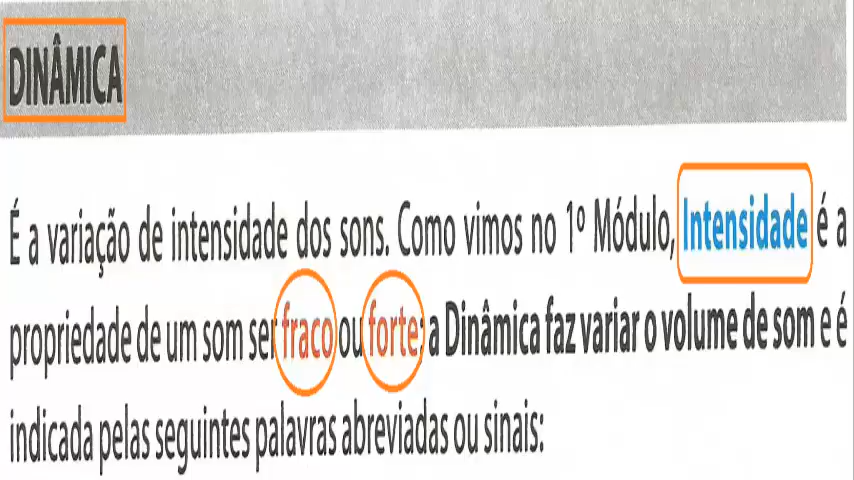 DINÂMICA
É a variação de intensidade dos sons. Como vimos no 1º Módulo, Intensidade é a
propriedade de um som ser fraco ou forte; a Dinâmica faz variar o volume de som e é
indicada pelas seguintes palavras abreviadas ou sinais: